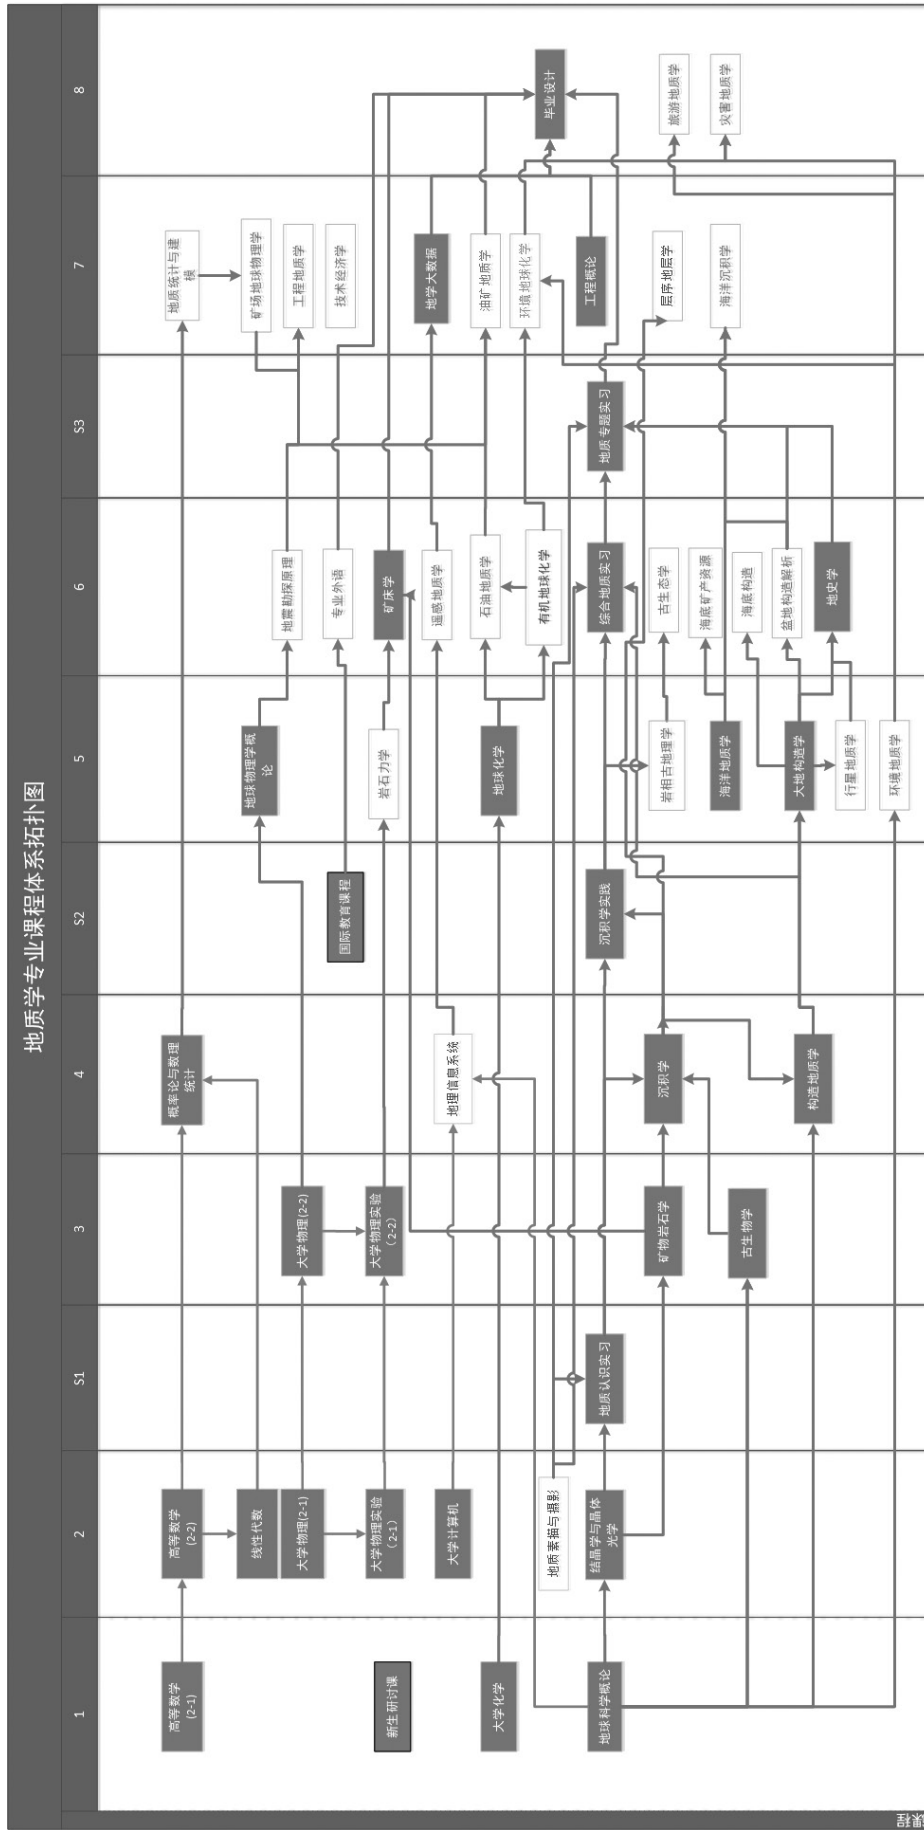 地质学专业课程体系拓扑图
课程
1
2
S1
3
4
S2
5
6
S3
7
8
高等数学
(2-1)
新生研讨课
大学化学
地球科学概论
高等数学
(2-2)
线性代数
大学物理(2-1)
大学物理实验
（2-1）
大学计算机
地质素描与摄影
结晶学与晶体
光学
地质认识实习
大学物理(2-2)
大学物理实验
（2-2）
矿物岩石学
古生物学
概率论与数理
统计
地理信息系统
沉积学
构造地质学
国际教育课程
沉积学实践
地球物理学概
论
岩石力学
地球化学
岩相古地理学
海洋地质学
大地构造学
行星地质学
环境地质学
地震勘探原理
专业外语
矿床学
遥感地质学
石油地质学
有机地球化学
综合地质实习
古生态学
海底矿产资源
海底构造
盆地构造解析
地史学
地质专题实习
地质统计与建
模
矿场地球物理学
工程地质学
技术经济学
地学大数据
油矿地质学
环境地球化学
工程概论
层序地层学
海洋沉积学
毕业设计
旅游地质学
灾害地质学